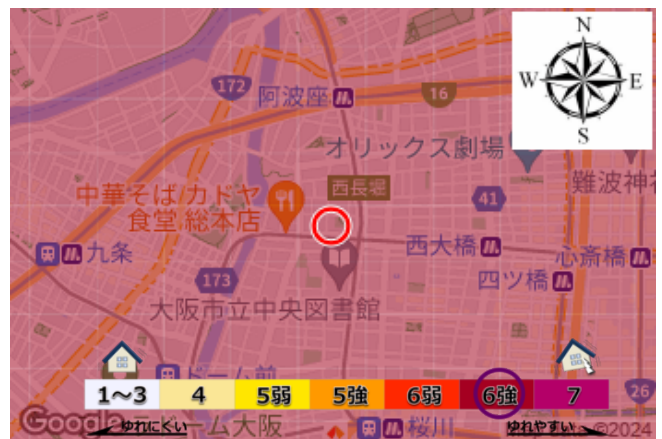 N
W
E
S
172
阿波座
16
オリックス劇場
中華そば カドヤ
食堂 総本店
西長堀
41
難波神社
九条
西大橋
心斎橋
173
四ツ橋
大阪市立中央図書館
ドーム前
1～3
4
5弱
5強
6弱
6強
7
26
Google
ドーム大阪
桜川
©2024
ゆれにくい
ゆれやすい